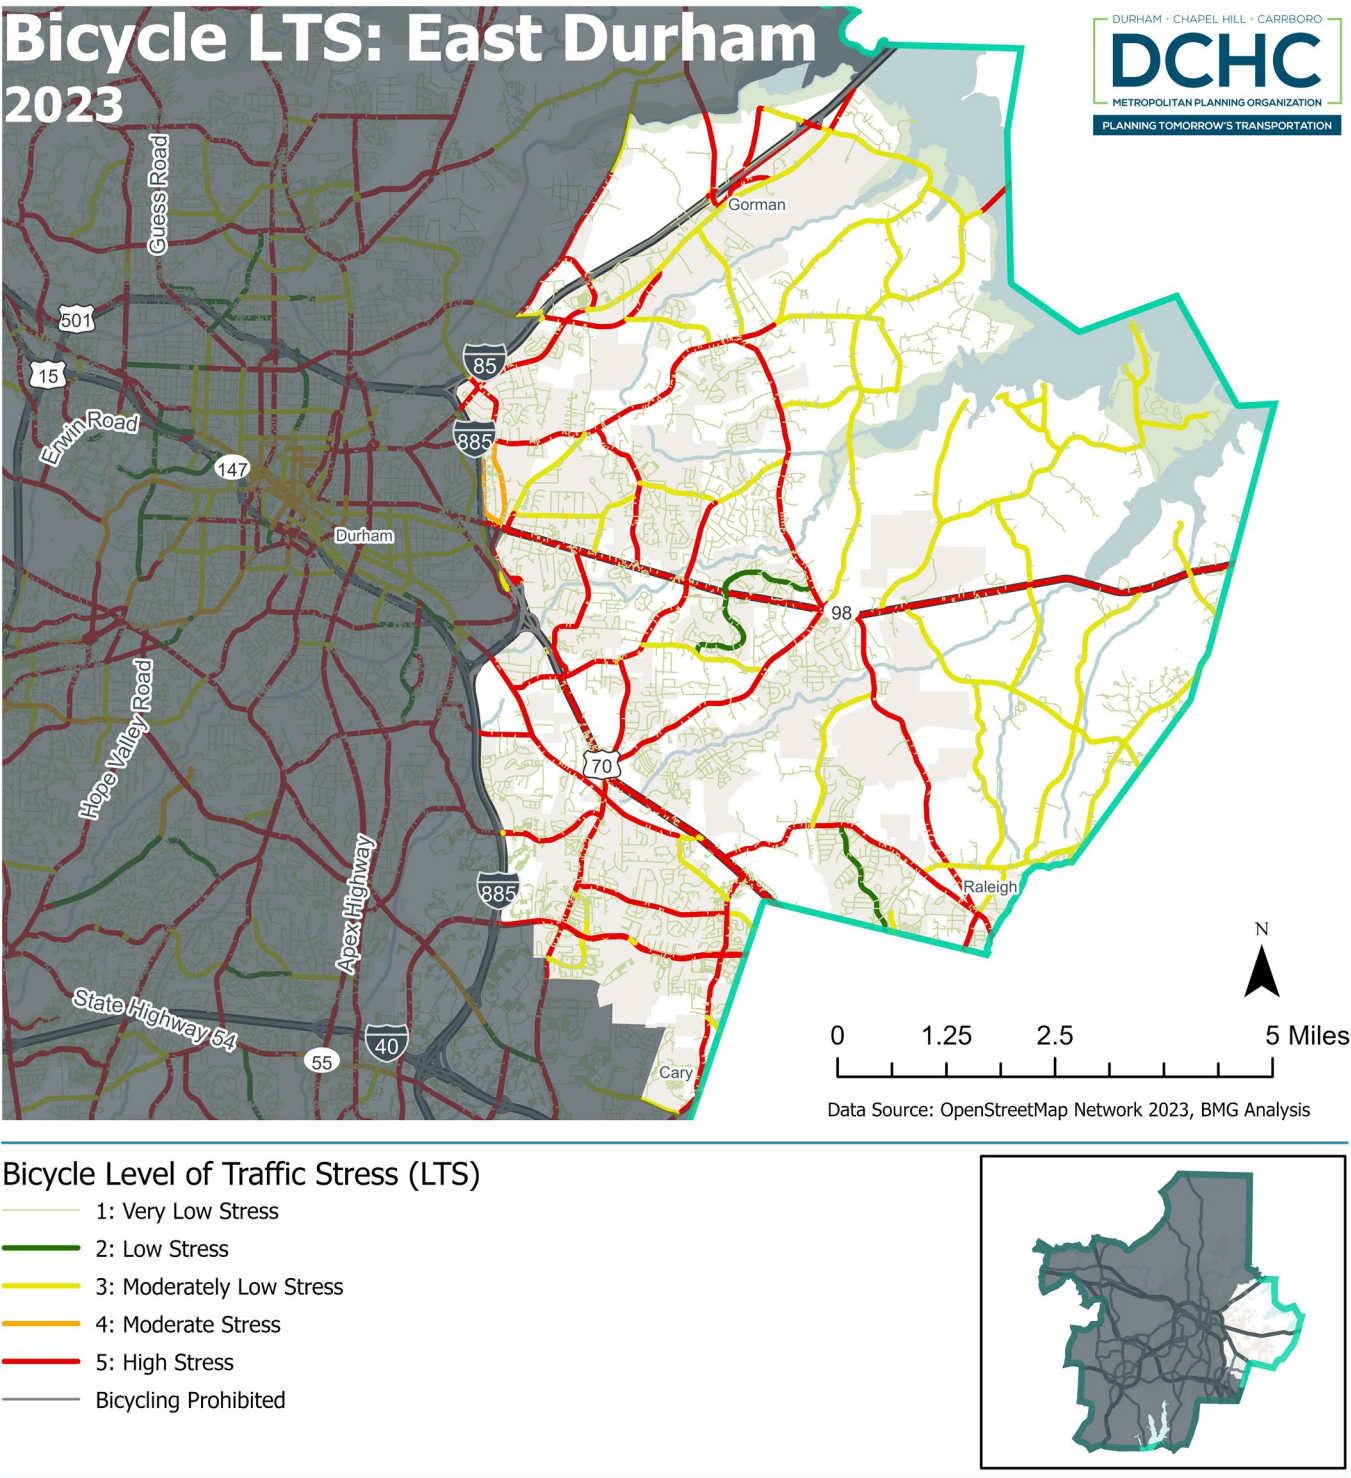 Bicycle LTS: East Durham
2023
DURHAM · CHAPEL HILL · CARRBORO
DCHC
METROPOLITAN PLANNING ORGANIZATION
PLANNING TOMORROW'S TRANSPORTATION
Guess Road
Gorman
501
85
15
Erwin Road
885
147
Durham
98
Hope Valley Road
70
Apex Highway
885
Raleigh
State Highway 54
40
55
Cary
N
0 1.25 2.5 5 Miles
Data Source: OpenStreetMap Network 2023, BMG Analysis
Bicycle Level of Traffic Stress (LTS)
1: Very Low Stress
2: Low Stress
3: Moderately Low Stress
4: Moderate Stress
5: High Stress
Bicycling Prohibited